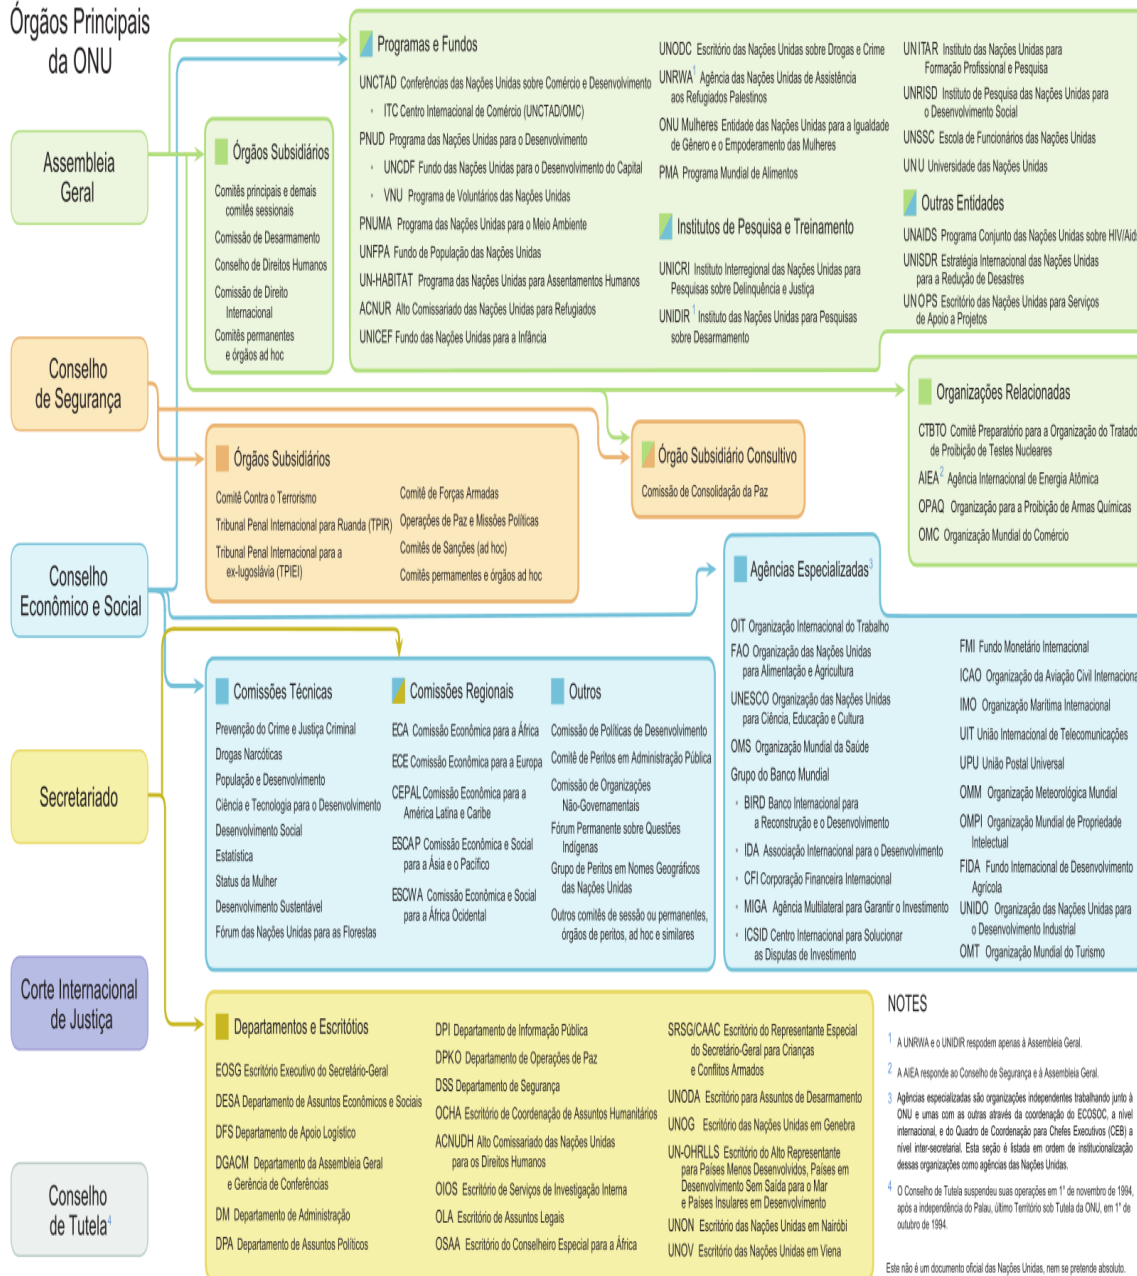 Órgãos Principais
da ONU
Assembleia
Geral
Conselho
de Segurança
Conselho
Econômico e Social
Secretariado
Corte Internacional
de Justiça
Conselho
de Tutela4
Órgãos Subsidiários
Comitês principais e demais
comitês sessionais
Comissão de Desarmamento
Conselho de Direitos Humanos
Comissão de Direito
Internacional
Comitês permanentes
e órgãos ad hoc
Programas e Fundos
UNCTAD Conferências das Nações Unidas sobre Comércio e Desenvolvimento
• ITC Centro Internacional de Comércio (UNCTAD/OMC)
PNUD Programa das Nações Unidas para o Desenvolvimento
• UNCDF Fundo das Nações Unidas para o Desenvolvimento do Capital
• VNU Programa de Voluntários das Nações Unidas
PNUMA Programa das Nações Unidas para o Meio Ambiente
UNFPA Fundo de População das Nações Unidas
UN-HABITAT Programa das Nações Unidas para Assentamentos Humanos
ACNUR Alto Comissariado das Nações Unidas para Refugiados
UNICEF Fundo das Nações Unidas para a Infância
UNODC Escritório das Nações Unidas sobre Drogas e Crime
UNRWA1 Agência das Nações Unidas de Assistência
aos Refugiados Palestinos
ONU Mulheres Entidade das Nações Unidas para a Igualdade
de Gênero e o Empoderamento das Mulheres
PMA Programa Mundial de Alimentos
Institutos de Pesquisa e Treinamento
UNICRI Instituto Interregional das Nações Unidas para
Pesquisas sobre Delinquência e Justiça
UNIDIR 1 Instituto das Nações Unidas para Pesquisas
sobre Desarmamento
UNITAR Instituto das Nações Unidas para
Formação Profissional e Pesquisa
UNRISD Instituto de Pesquisa das Nações Unidas para
o Desenvolvimento Social
UNSSC Escola de Funcionários das Nações Unidas
UNU Universidade das Nações Unidas
Outras Entidades
UNAIDS Programa Conjunto das Nações Unidas sobre HIV/Aids
UNISDR Estratégia Internacional das Nações Unidas
para a Redução de Desastres
UNOPS Escritório das Nações Unidas para Serviços
de Apoio a Projetos
Órgãos Subsidiários
Comitê Contra o Terrorismo
Tribunal Penal Internacional para Ruanda (TPIR)
Tribunal Penal Internacional para a
ex-Iugoslávia (TPIEI)
Comitê de Forças Armadas
Operações de Paz e Missões Políticas
Comitês de Sanções (ad hoc)
Comitês permamentes e órgãos ad hoc
Órgão Subsidiário Consultivo
Comissão de Consolidação da Paz
Organizações Relacionadas
CTBTO Comitê Preparatório para a Organização do Tratado
de Proibição de Testes Nucleares
AIEA2 Agência Internacional de Energia Atômica
OPAQ Organização para a Proibição de Armas Químicas
OMC Organização Mundial do Comércio
Comissões Técnicas
Prevenção do Crime e Justiça Criminal
Drogas Narcóticas
População e Desenvolvimento
Ciência e Tecnologia para o Desenvolvimento
Desenvolvimento Social
Estatística
Status da Mulher
Desenvolvimento Sustentável
Fórum das Nações Unidas para as Florestas
Comissões Regionais
ECA Comissão Econômica para a África
ECE Comissão Econômica para a Europa
CEPAL Comissão Econômica para a
América Latina e Caribe
ESCAP Comissão Econômica e Social
para a Ásia e o Pacífico
ESCWA Comissão Econômica e Social
para a África Ocidental
Outros
Comissão de Políticas de Desenvolvimento
Comitê de Peritos em Administração Pública
Comissão de Organizações
Não-Governamentais
Fórum Permanente sobre Questões
Indígenas
Grupo de Peritos em Nomes Geográficos
das Nações Unidas
Outros comitês de sessão ou permanentes,
órgãos de peritos, ad hoc e similares
Agências Especializadas3
OIT Organização Internacional do Trabalho
FAO Organização das Nações Unidas
para Alimentação e Agricultura
UNESCO Organização das Nações Unidas
para Ciência, Educação e Cultura
OMS Organização Mundial da Saúde
Grupo do Banco Mundial
• BIRD Banco Internacional para
a Reconstrução e o Desenvolvimento
• IDA Associação Internacional para o Desenvolvimento
• CFI Corporação Financeira Internacional
• MIGA Agência Multilateral para Garantir o Investimento
• ICSID Centro Internacional para Solucionar
as Disputas de Investimento
FMI Fundo Monetário Internacional
ICAO Organização da Aviação Civil Internaciona
IMO Organização Marítima Internacional
UIT União Internacional de Telecomunicações
UPU União Postal Universal
OMM Organização Meteorológica Mundial
OMPI Organização Mundial de Propriedade
Intelectual
FIDA Fundo Internacional de Desenvolvimento
Agrícola
UNIDO Organização das Nações Unidas para
o Desenvolvimento Industrial
OMT Organização Mundial do Turismo
Departamentos e Escritótios
EOSG Escritório Executivo do Secretário-Geral
DESA Departamento de Assuntos Econômicos e Sociais
DFS Departamento de Apoio Logístico
DGACM Departamento da Assembleia Geral
e Gerência de Conferências
DM Departamento de Administração
DPA Departamento de Assuntos Políticos
DPI Departamento de Informação Pública
DPKO Departamento de Operações de Paz
DSS Departamento de Segurança
OCHA Escritório de Coordenação de Assuntos Humanitários
ACNUDH Alto Comissariado das Nações Unidas
para os Direitos Humanos
OIOS Escritório de Serviços de Investigação Interna
OLA Escritório de Assuntos Legais
OSAA Escritório do Conselheiro Especial para a África
SRSG/CAAC Escritório do Representante Especial
do Secretário-Geral para Crianças
e Conflitos Armados
UNODA Escritório para Assuntos de Desarmamento
UNOG Escritório das Nações Unidas em Genebra
UN-OHRLLS Escritório do Alto Representante
para Países Menos Desenvolvidos, Países em
Desenvolvimento Sem Saída para o Mar
e Países Insulares em Desenvolvimento
UNON Escritório das Nações Unidas em Nairóbi
UNOV Escritório das Nações Unidas em Viena
NOTES
1 A UNRWA e o UNIDIR respodem apenas à Assembleia Geral.
2 A AIEA responde ao Conselho de Segurança e à Assembleia Geral.
3 Agências especializadas são organizações independentes trabalhando junto à
ONU e umas com as outras através da coordenação do ECOSOC, a nível
internacional, e do Quadro de Coordenação para Chefes Executivos (CEB) a
nível inter-secretarial. Esta seção é listada em ordem de institucionalização
dessas organizações como agências das Nações Unidas.
4 O Conselho de Tutela suspendeu suas operações em 1° de novembro de 1994,
após a independência do Palau, último Território sob Tutela da ONU, em 1° de
outubro de 1994.
Este não é um documento oficial das Nações Unidas, nem se pretende absoluto.